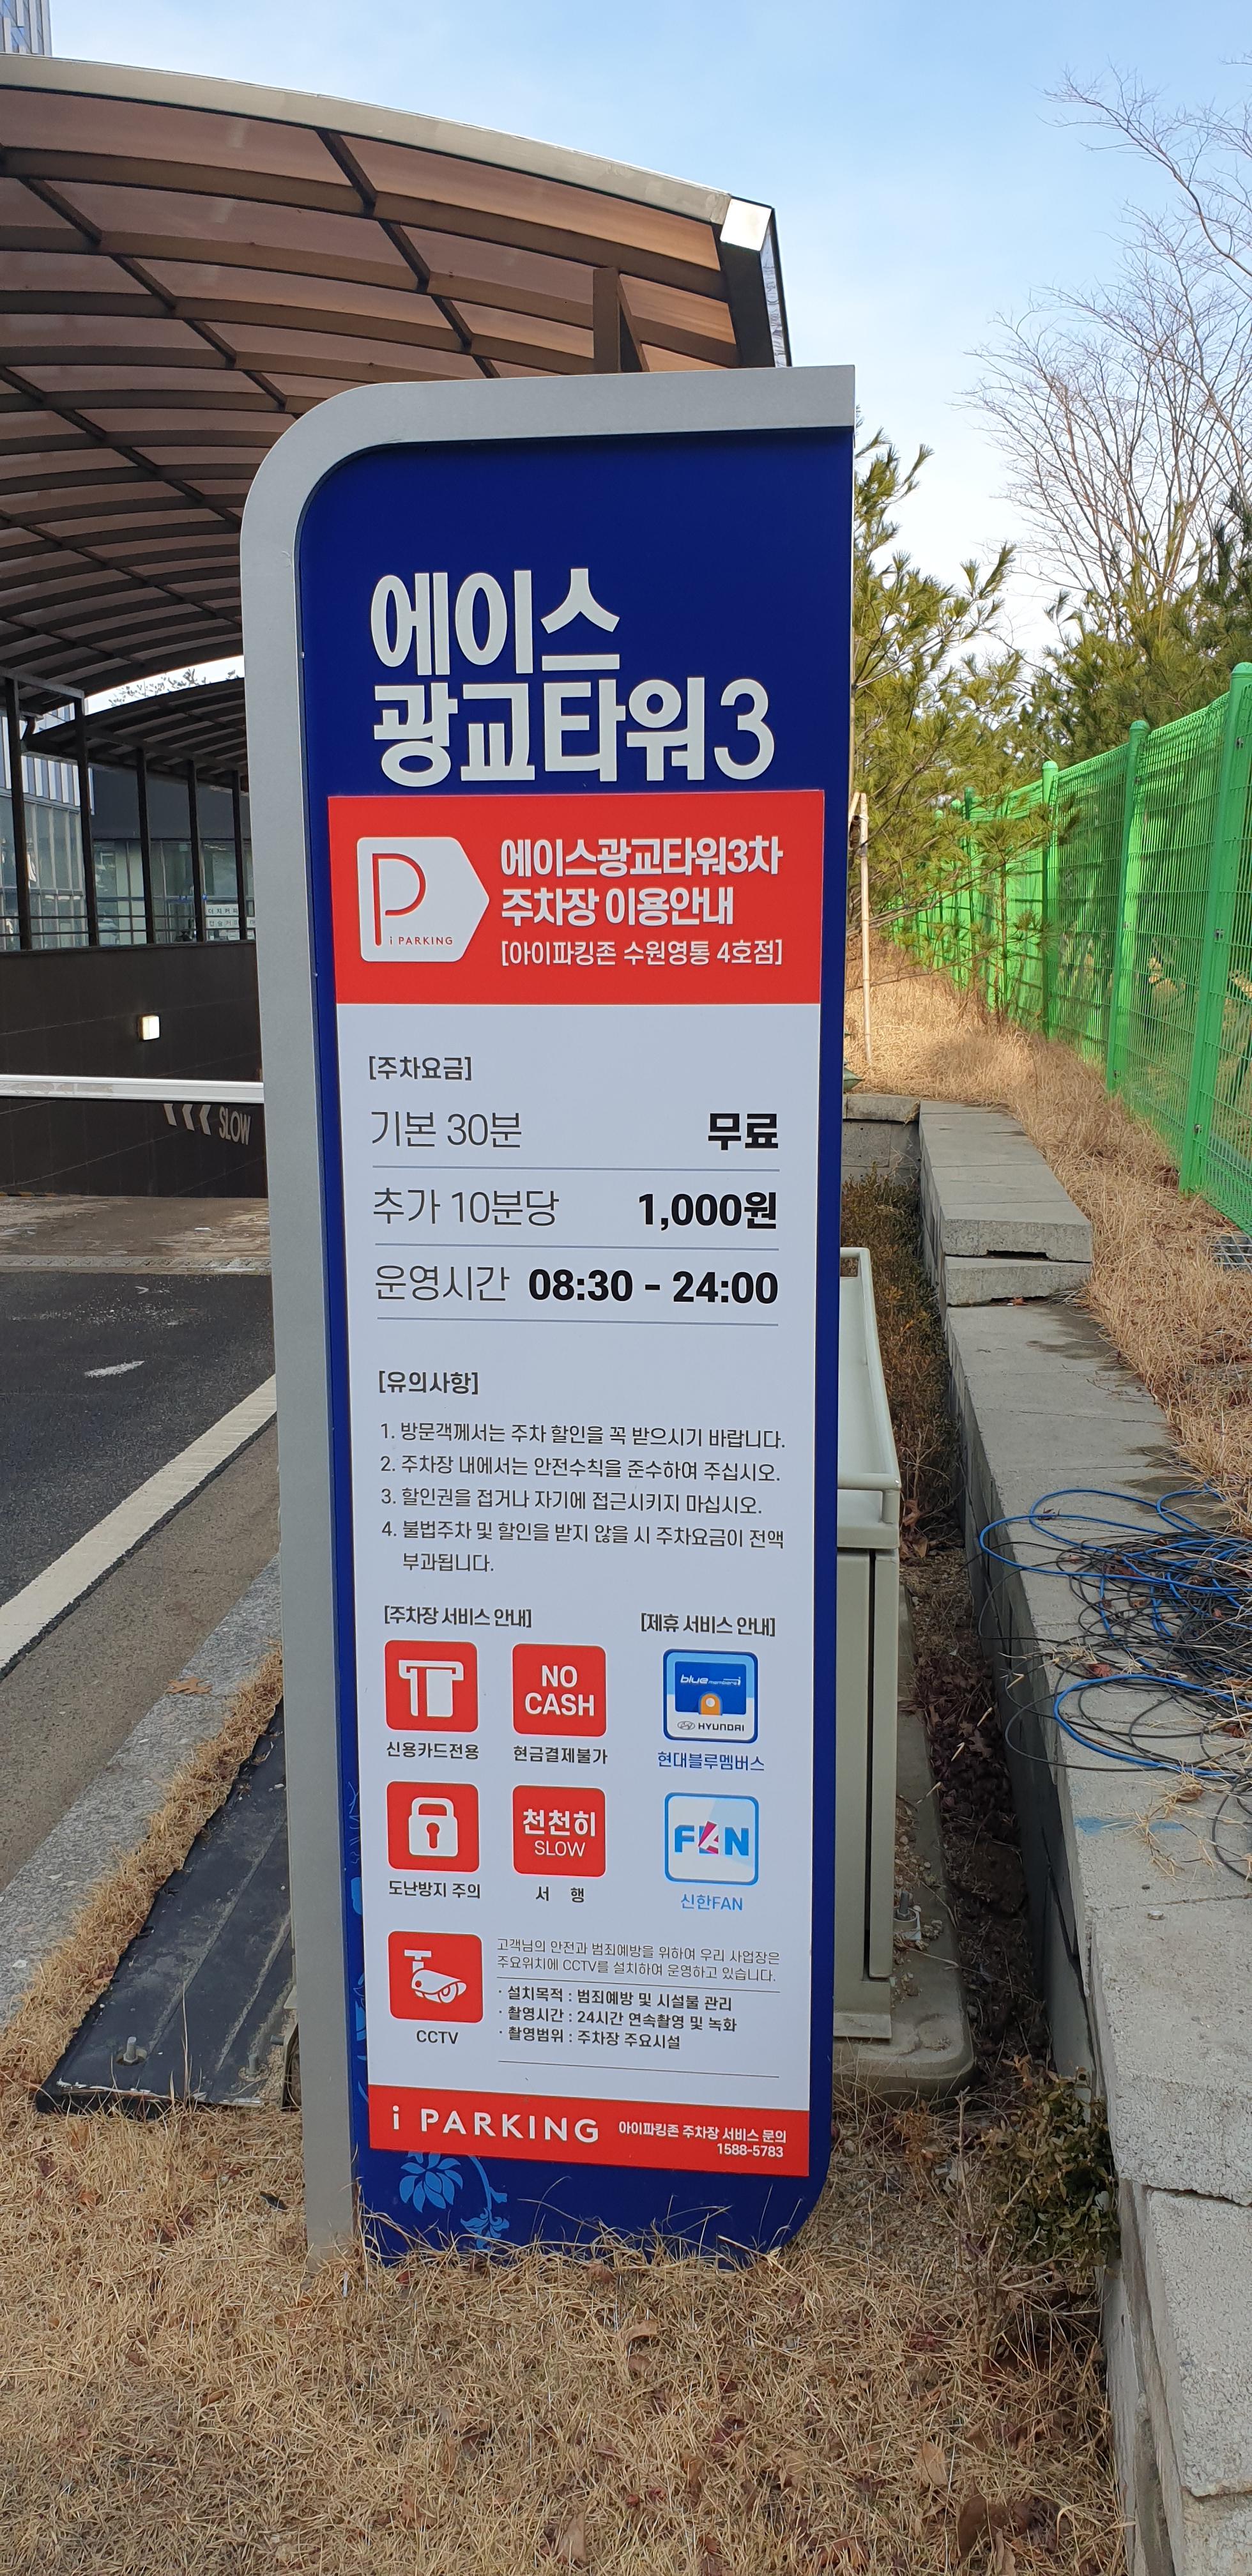 에이스
광교타워3
P
i PARKING
에이스광교타워3차
주차장 이용안내
[아이파킹존 수원영통 4호점]
[주차요금]
기본 30분 무료
추가 10분당 1,000원
운영시간 08:30 - 24:00
[유의사항]
1. 방문객께서는 주차 할인을 꼭 받으시기 바랍니다.
2. 주차장 내에서는 안전수칙을 준수하여 주십시오.
3. 할인권을 접거나 자기에 접근시키지 마십시오.
4. 불법주차 및 할인을 받지 않을 시 주차요금이 전액
부과됩니다.
[주차장 서비스 안내]
신용카드전용
NO
CASH
현금결제불가
도난방지 주의
천천히
SLOW
서 행
[제휴 서비스 안내]
blue members
HYUNDAI
현대블루멤버스
FAN
신한FAN
CCTV
고객님의 안전과 범죄예방을 위하여 우리 사업장은
주요위치에 CCTV를 설치하여 운영하고 있습니다.
· 설치목적 : 범죄예방 및 시설물 관리
· 촬영시간 : 24시간 연속촬영 및 녹화
· 촬영범위 : 주차장 주요시설
i PARKING
아이파킹존 주차장 서비스 문의
1588-5783
SLOW